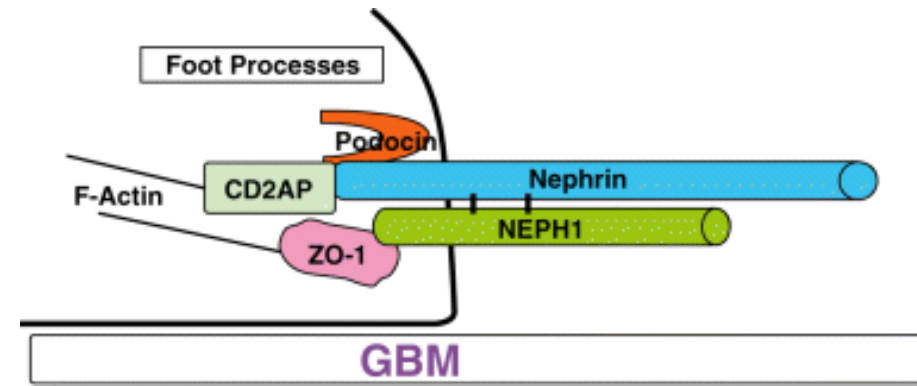 Foot Processes
Podocin
Nephrin
CD2AP
F-Actin
NEPH1
ZO-1
GBM